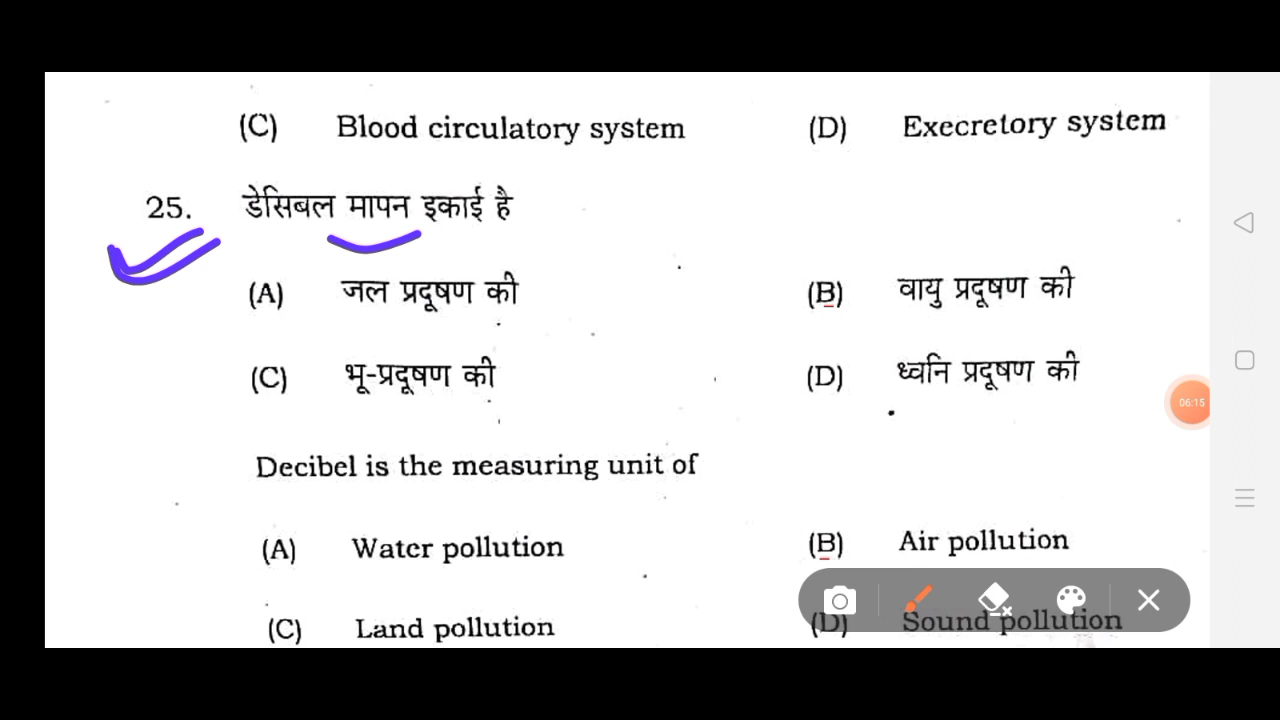 (C) Blood circulatory system (D) Execretory system
25. डेसिबल मापन इकाई है
(A) जल प्रदूषण की (B) वायु प्रदूषण की
(C) भू-प्रदूषण की (D) ध्वनि प्रदूषण की
06:15
Decibel is the measuring unit of
(A) Water pollution (B) Air pollution
(C) Land pollution (D) Sound pollution